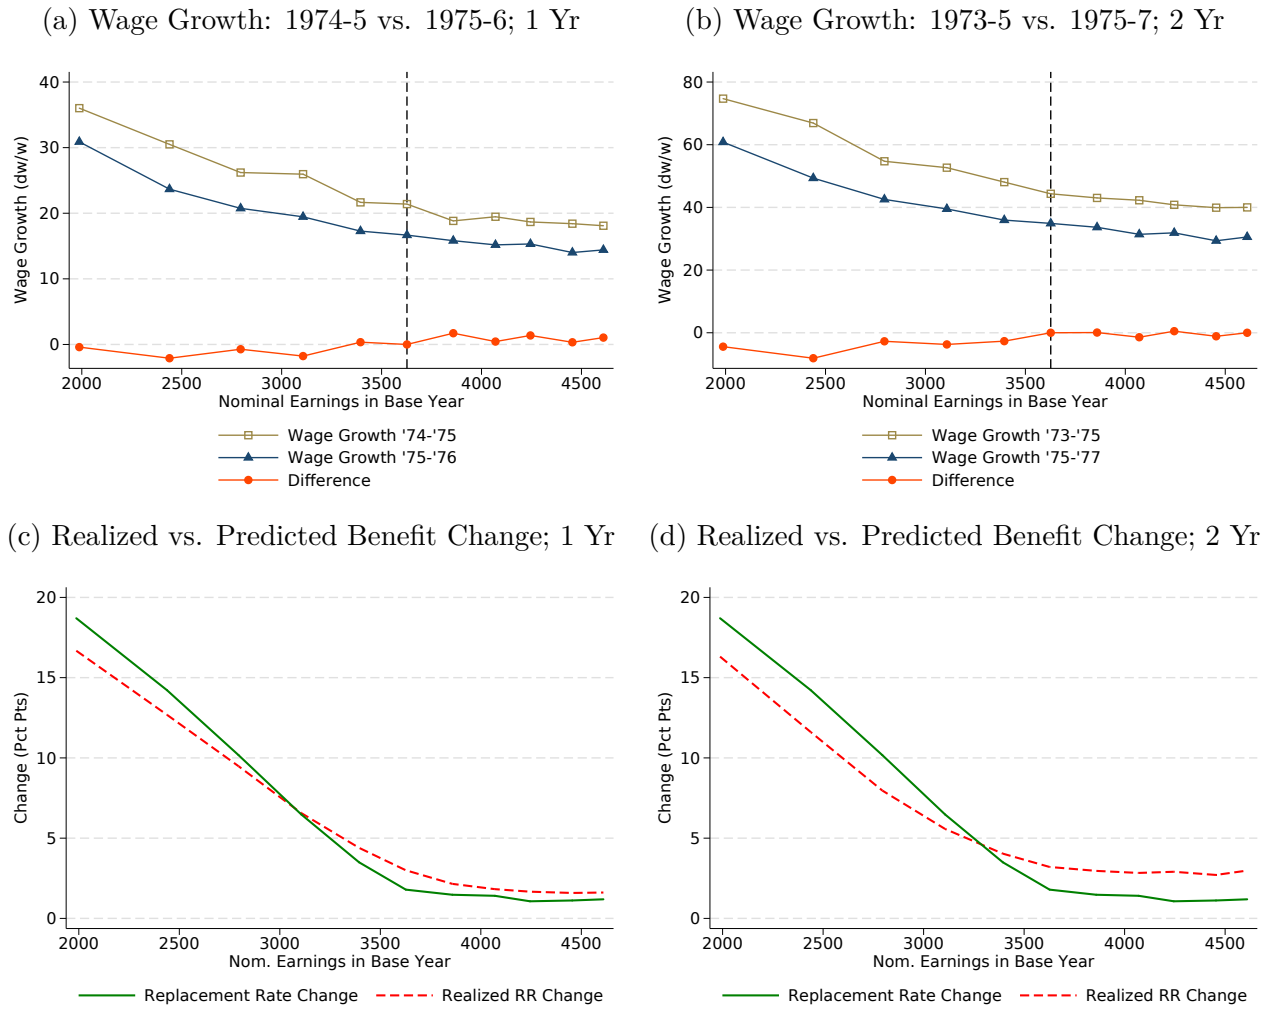 (a) Wage Growth: 1974-5 vs. 1975-6; 1 Yr
Wage Growth (dw/w)
40
30
20
10
0
2000 2500 3000 3500 4000 4500
Nominal Earnings in Base Year
Wage Growth '74-'75
Wage Growth '75-'76
Difference
(b) Wage Growth: 1973-5 vs. 1975-7; 2 Yr
Wage Growth (dw/w)
80
60
40
20
0
2000 2500 3000 3500 4000 4500
Nominal Earnings in Base Year
Wage Growth '73-'75
Wage Growth '75-'77
Difference
(c) Realized vs. Predicted Benefit Change; 1 Yr
Change (Pct Pts)
20
15
10
5
0
2000 2500 3000 3500 4000 4500
Nom. Earnings in Base Year
Replacement Rate Change Realized RR Change
(d) Realized vs. Predicted Benefit Change; 2 Yr
Change (Pct Pts)
20
15
10
5
0
2000 2500 3000 3500 4000 4500
Nom. Earnings in Base Year
Replacement Rate Change Realized RR Change